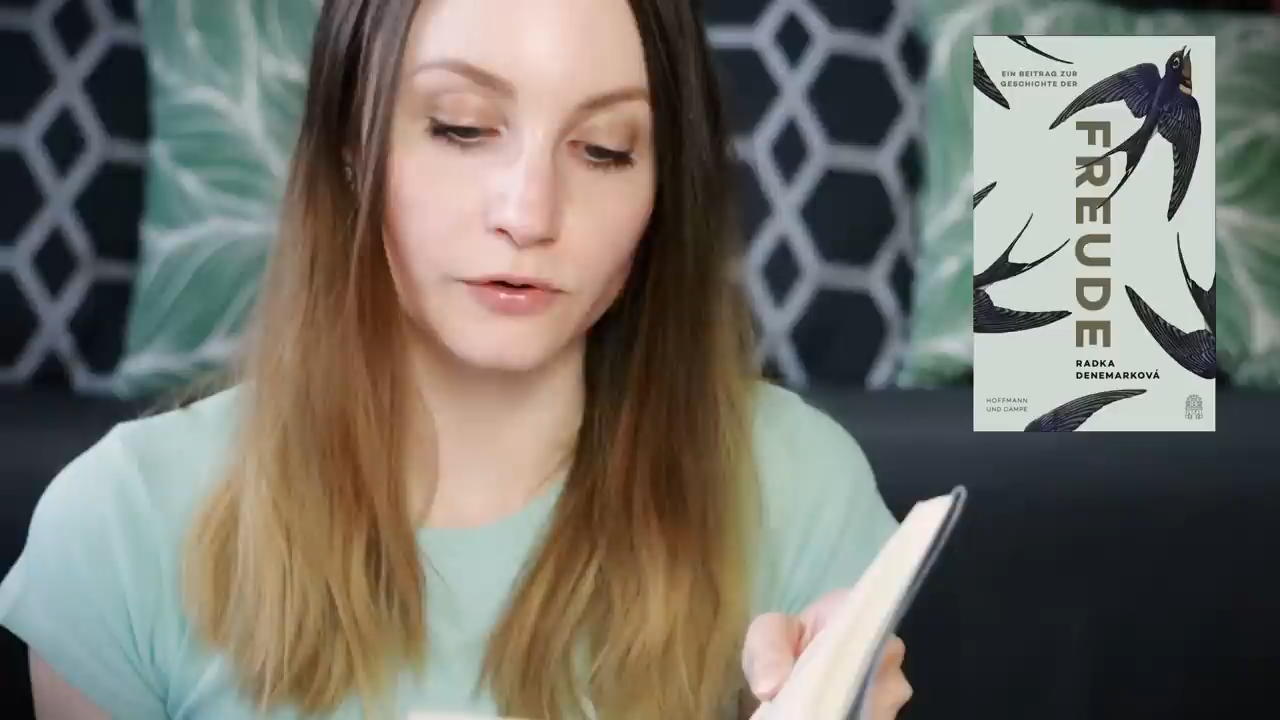 EIN BEITRAG ZUR
GESCHICHTE DER
FREUDE
RADKA
DENEMARKOVÁ
HOFFMANN
UND CAMPE